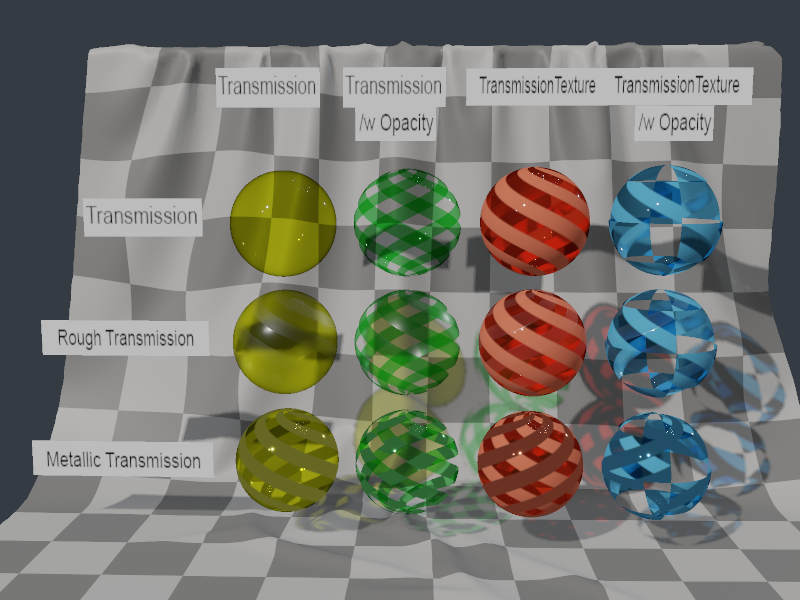 Transmission
Transmission
/w Opacity
TransmissionTexture
TransmissionTexture
/w Opacity
Transmission
Rough Transmission
Metallic Transmission